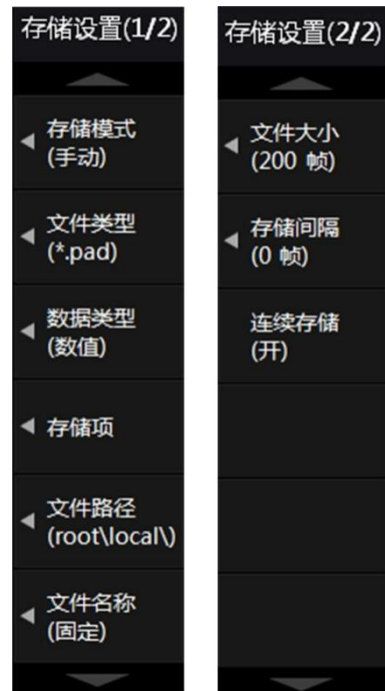 存储设置(1/2)
存储模式
(手动)
文件类型
(*.pad)
数据类型
(数值)
存储项
文件路径
(root\local\)
文件名称
(固定)
存储设置(2/2)
文件大小
(200 帧)
存储间隔
(0 帧)
连续存储
(开)